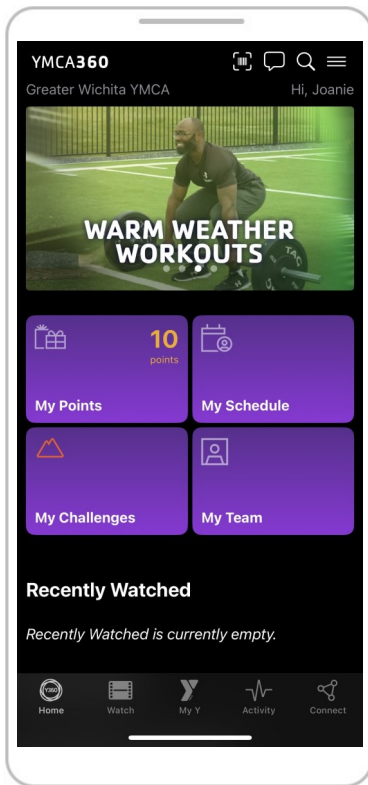 YMCA360
Greater Wichita YMCA
Hi, Joanie
WARM WEATHER
WORKOUTS
10
points
My Points
My Schedule
My Challenges
My Team
Recently Watched
Recently Watched is currently empty.
Y360
Home
Watch
My Y
Activity
Connect